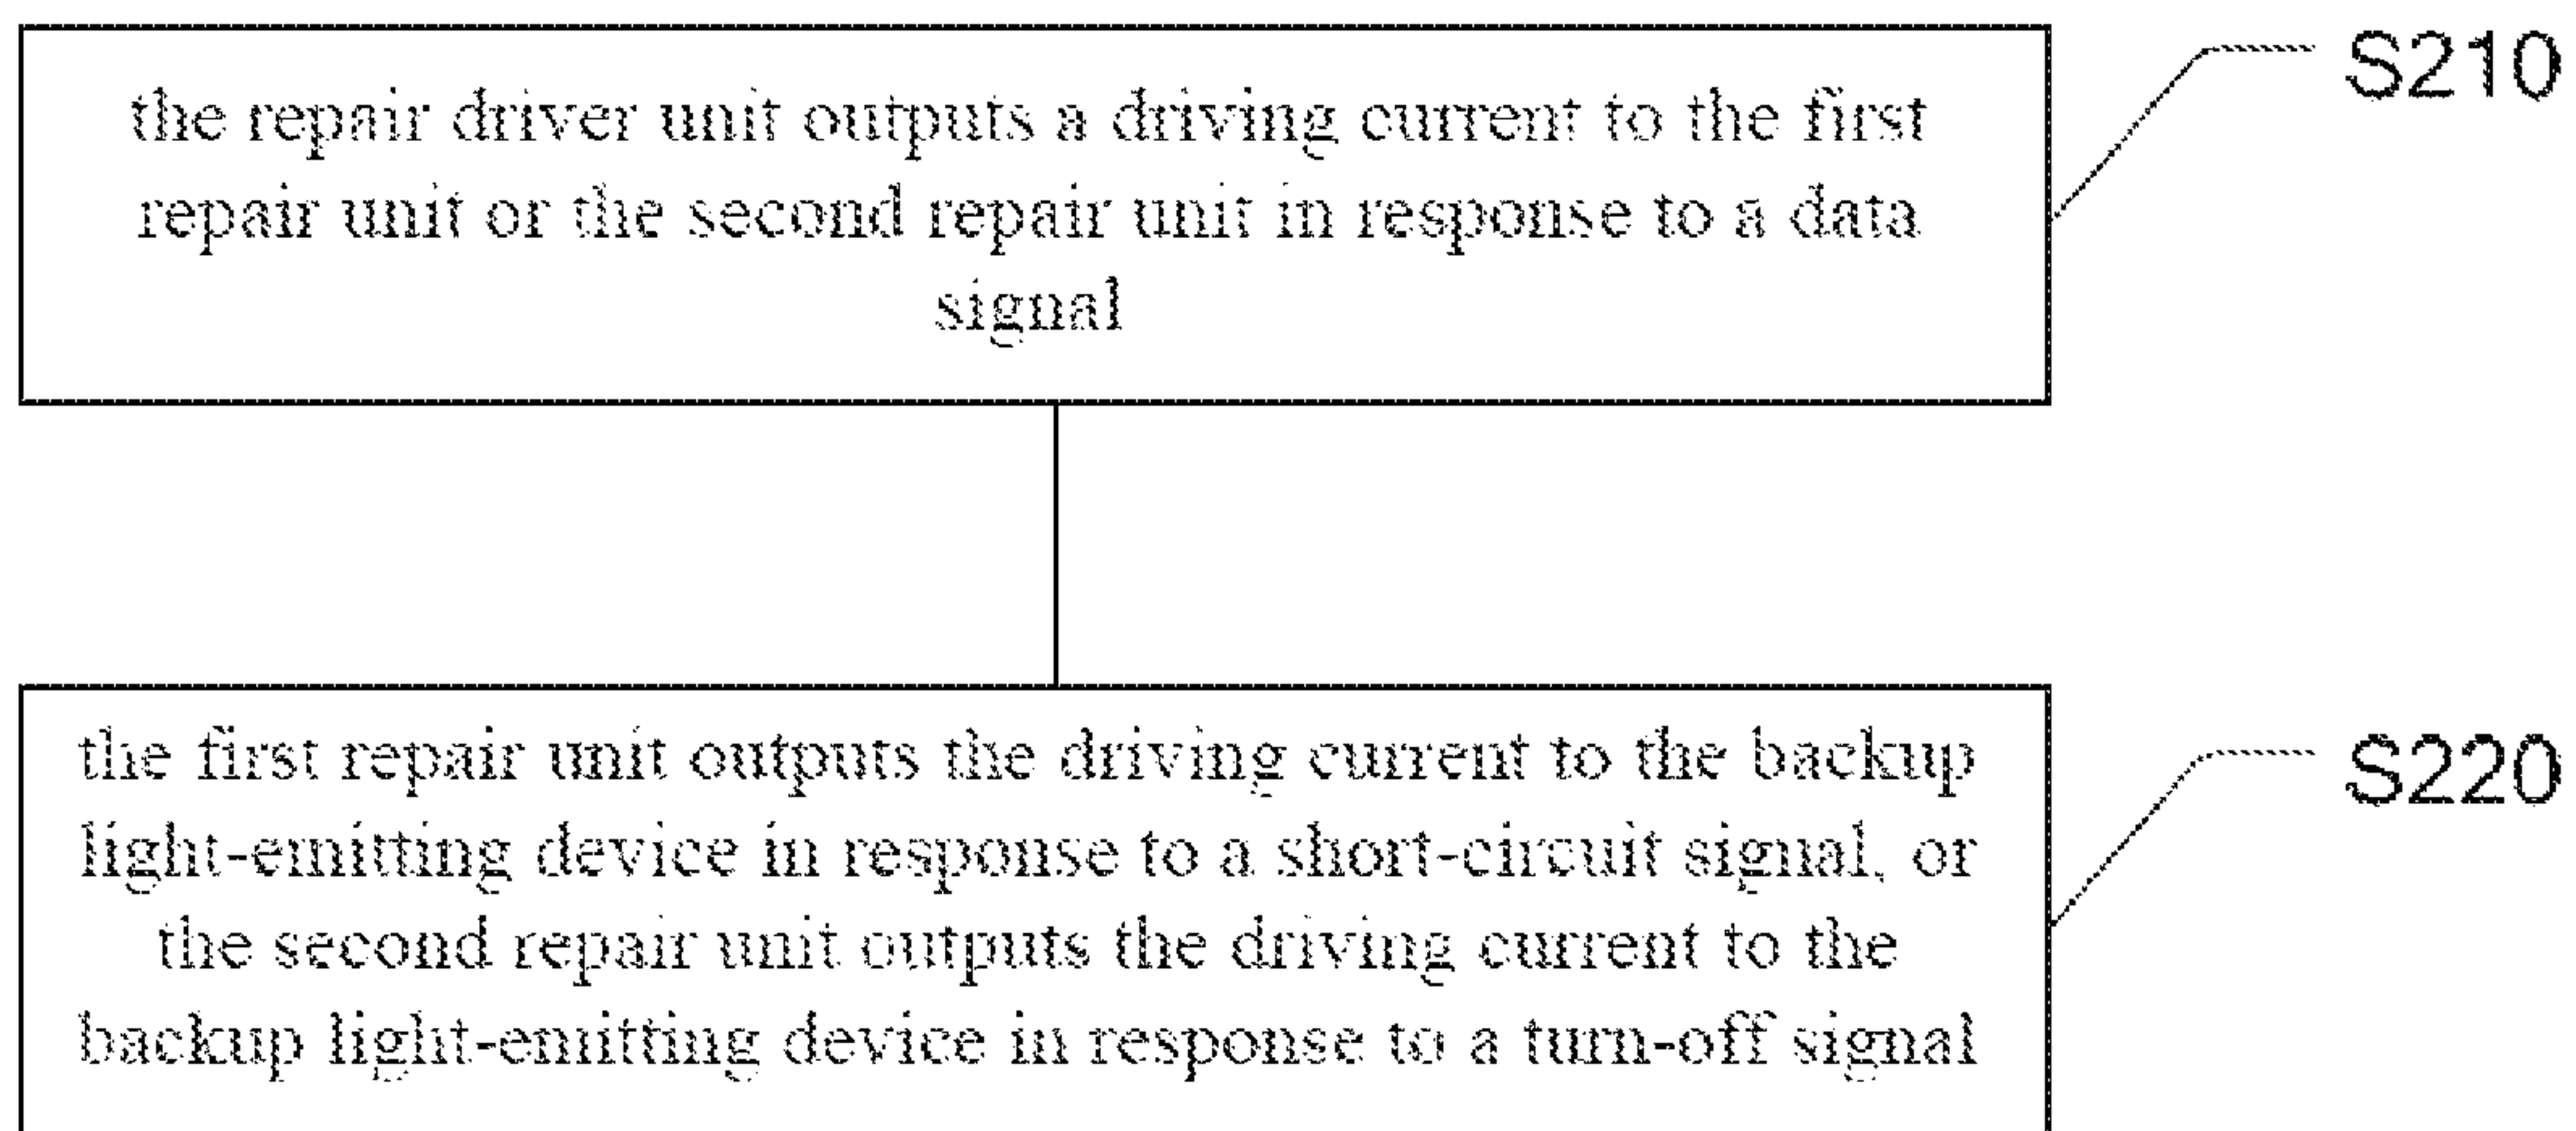 the repair driver unit outputs a driving current to the first
repair unit or the second repair unit in response to a data
signal
S210
the first repair unit outputs the driving current to the backup
light-emitting device in response to a short-circuit signal, or
the second repair unit outputs the driving current to the
backup light-emitting device in response to a turn-off signal
S220